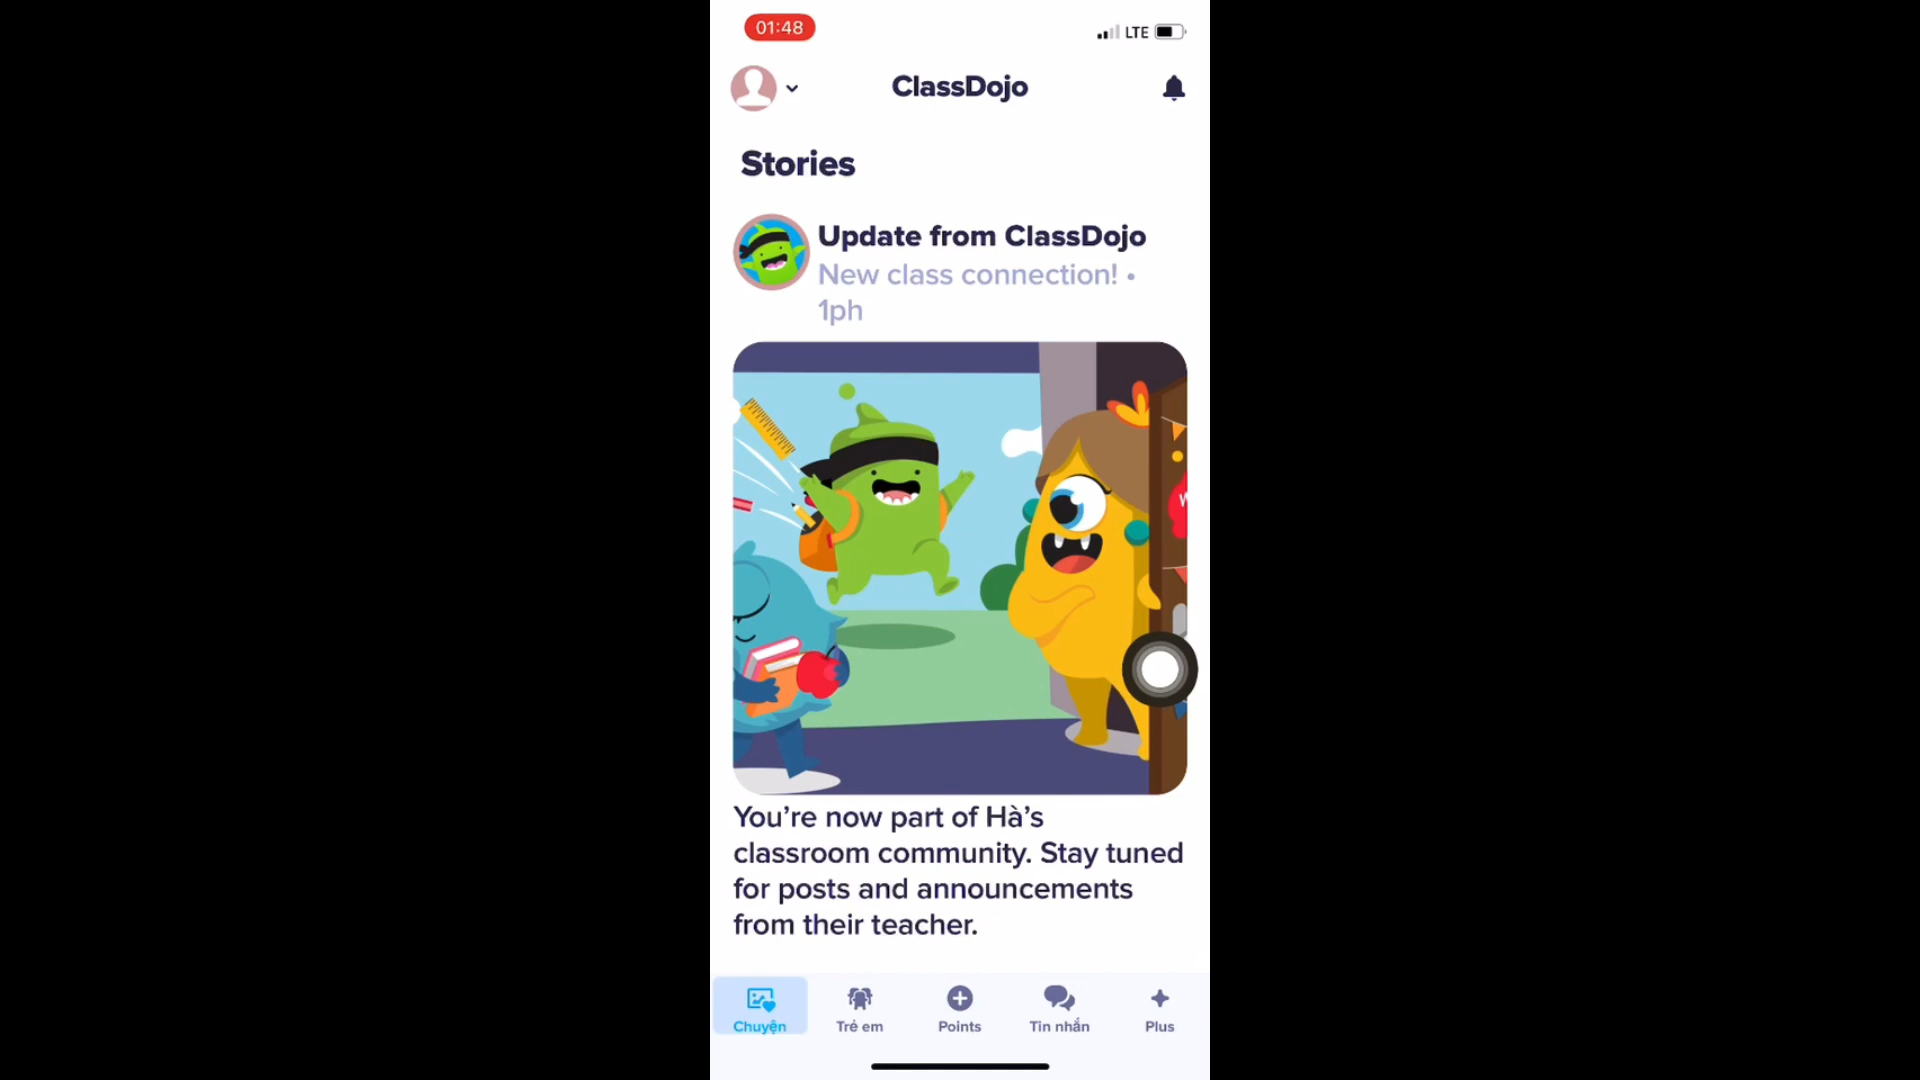 01:48
LTE
ClassDojo
Stories
Update from ClassDojo
New class connection! •
1ph
You’re now part of Hà’s
classroom community. Stay tuned
for posts and announcements
from their teacher.
Chuyện
Trẻ em
Points
Tin nhắn
Plus